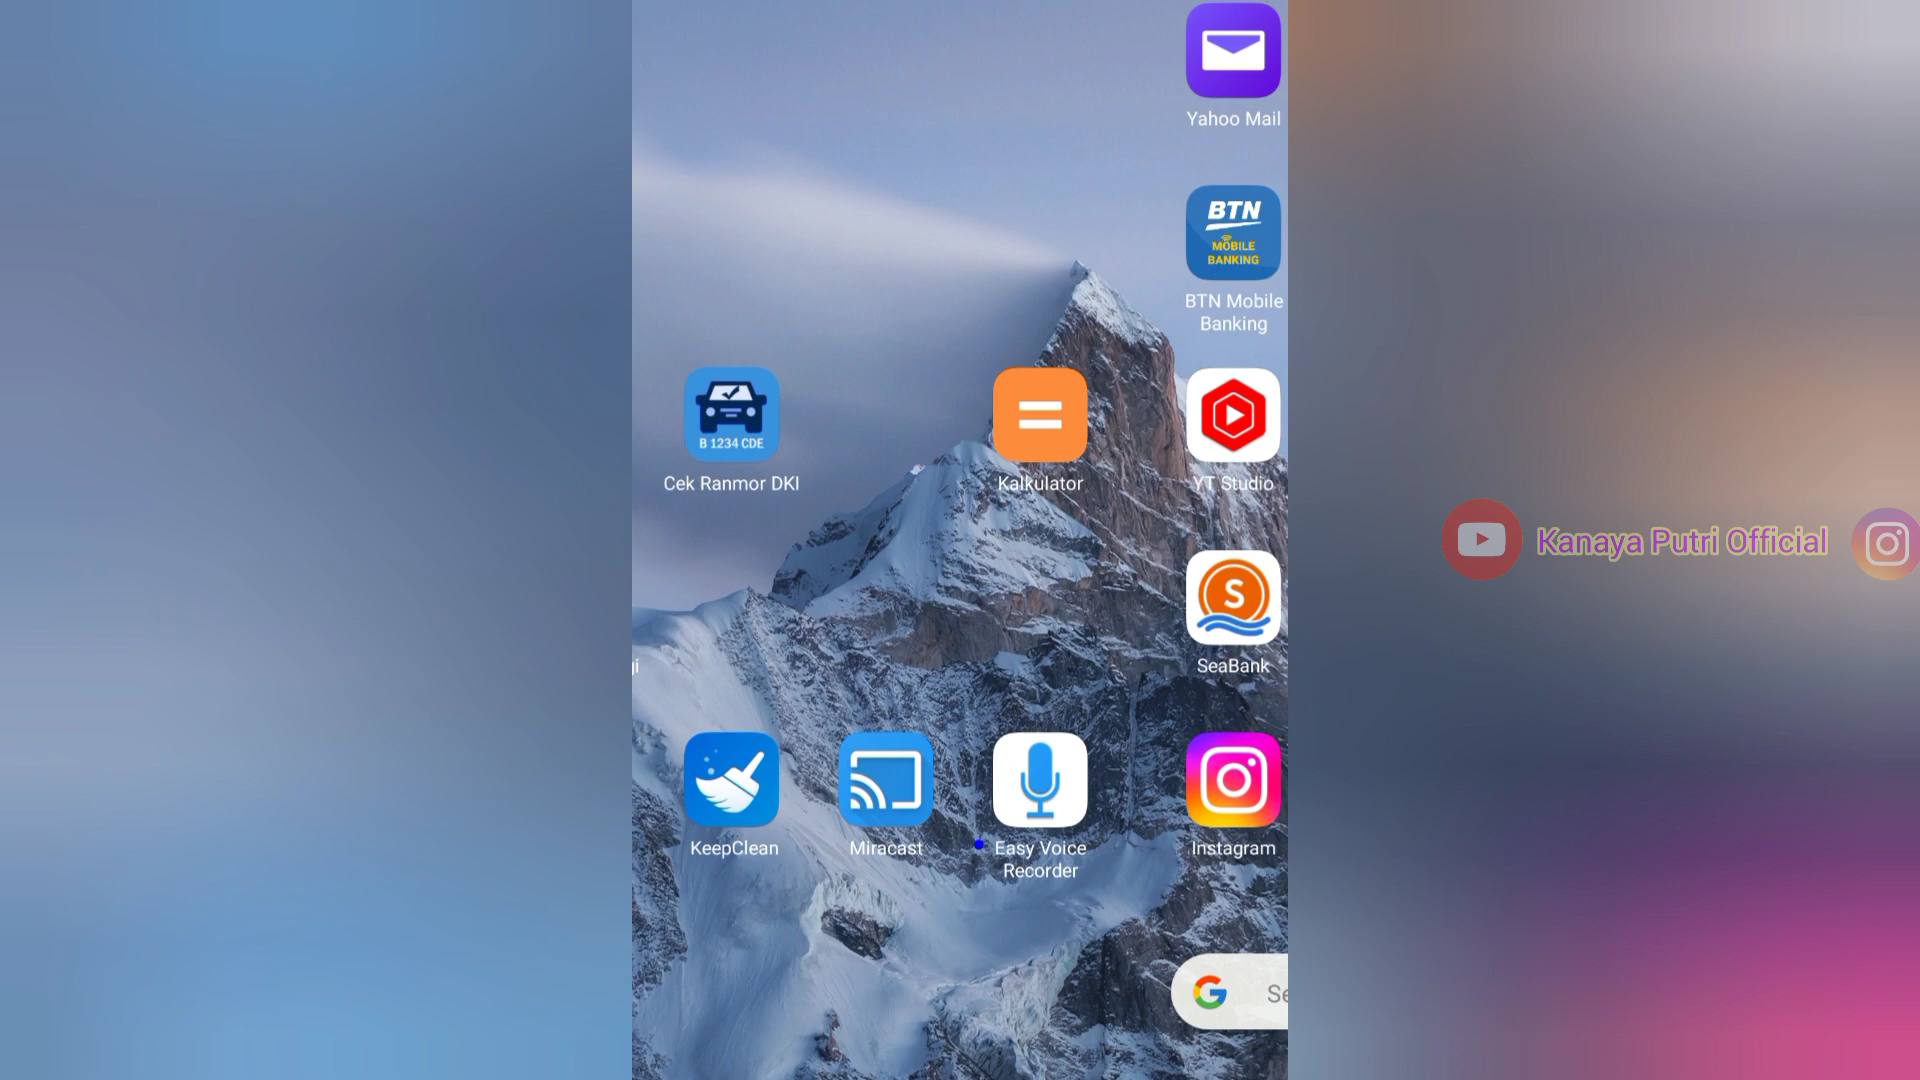 Yahoo Mail
BTN
MOBILE
BANKING
BTN Mobile
Banking
B 1234 CDE
Cek Ranmor DKI
Kalkulator
YT Studio
Kanaya Putri Official
S
SeaBank
KeepClean
Miracast
Easy Voice
Recorder
Instagram
G